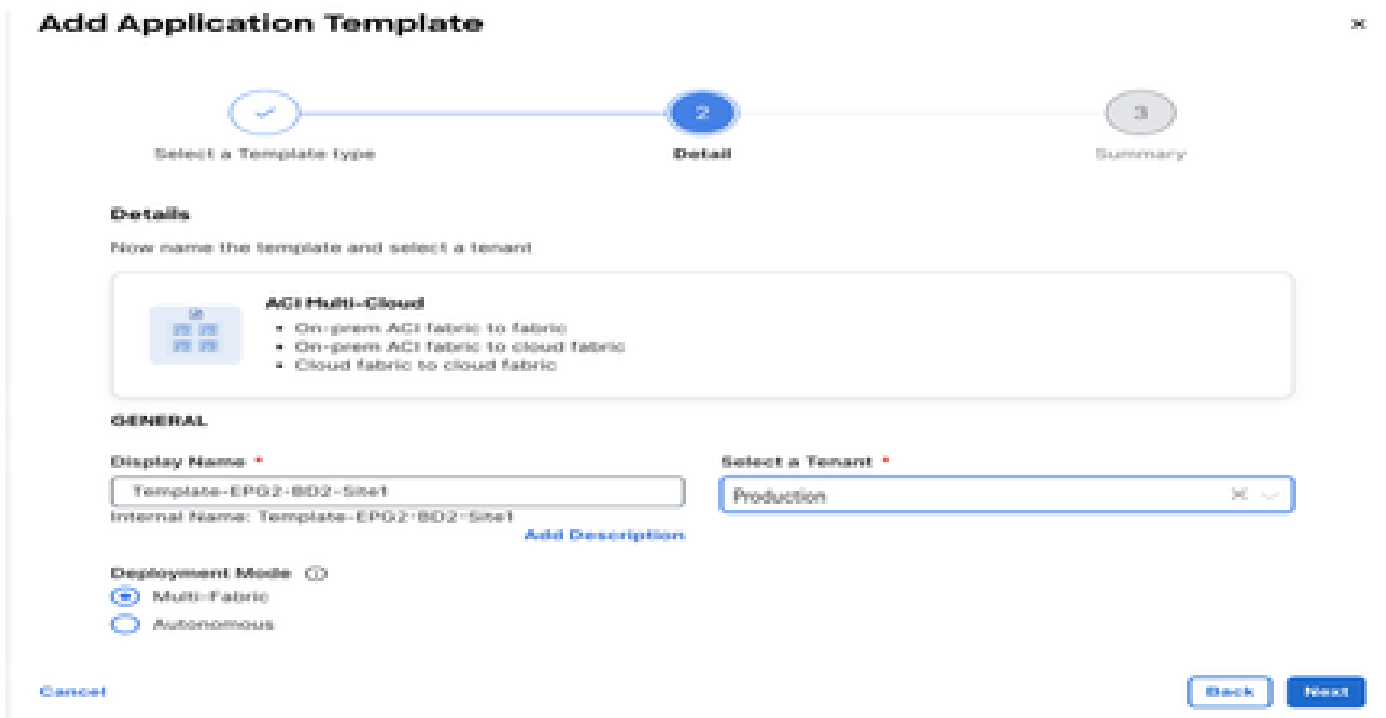 Add Application Template
2
3
Select a Template type
Detail
Summary
Details
Now name the template and select a tenant
ACI Multi-Cloud
• On-prem ACI fabric to fabric
• On-prem ACI fabric to cloud fabric
• Cloud fabric to cloud fabric
GENERAL
Display Name *
Select a Tenant *
Template-EPG2-BD2-Site1
Production
Internal Name: Template-EPG2-BD2-Site1
Add Description
Deployment Mode
Multi-Fabric
Autonomous
Cancel
Back
Next